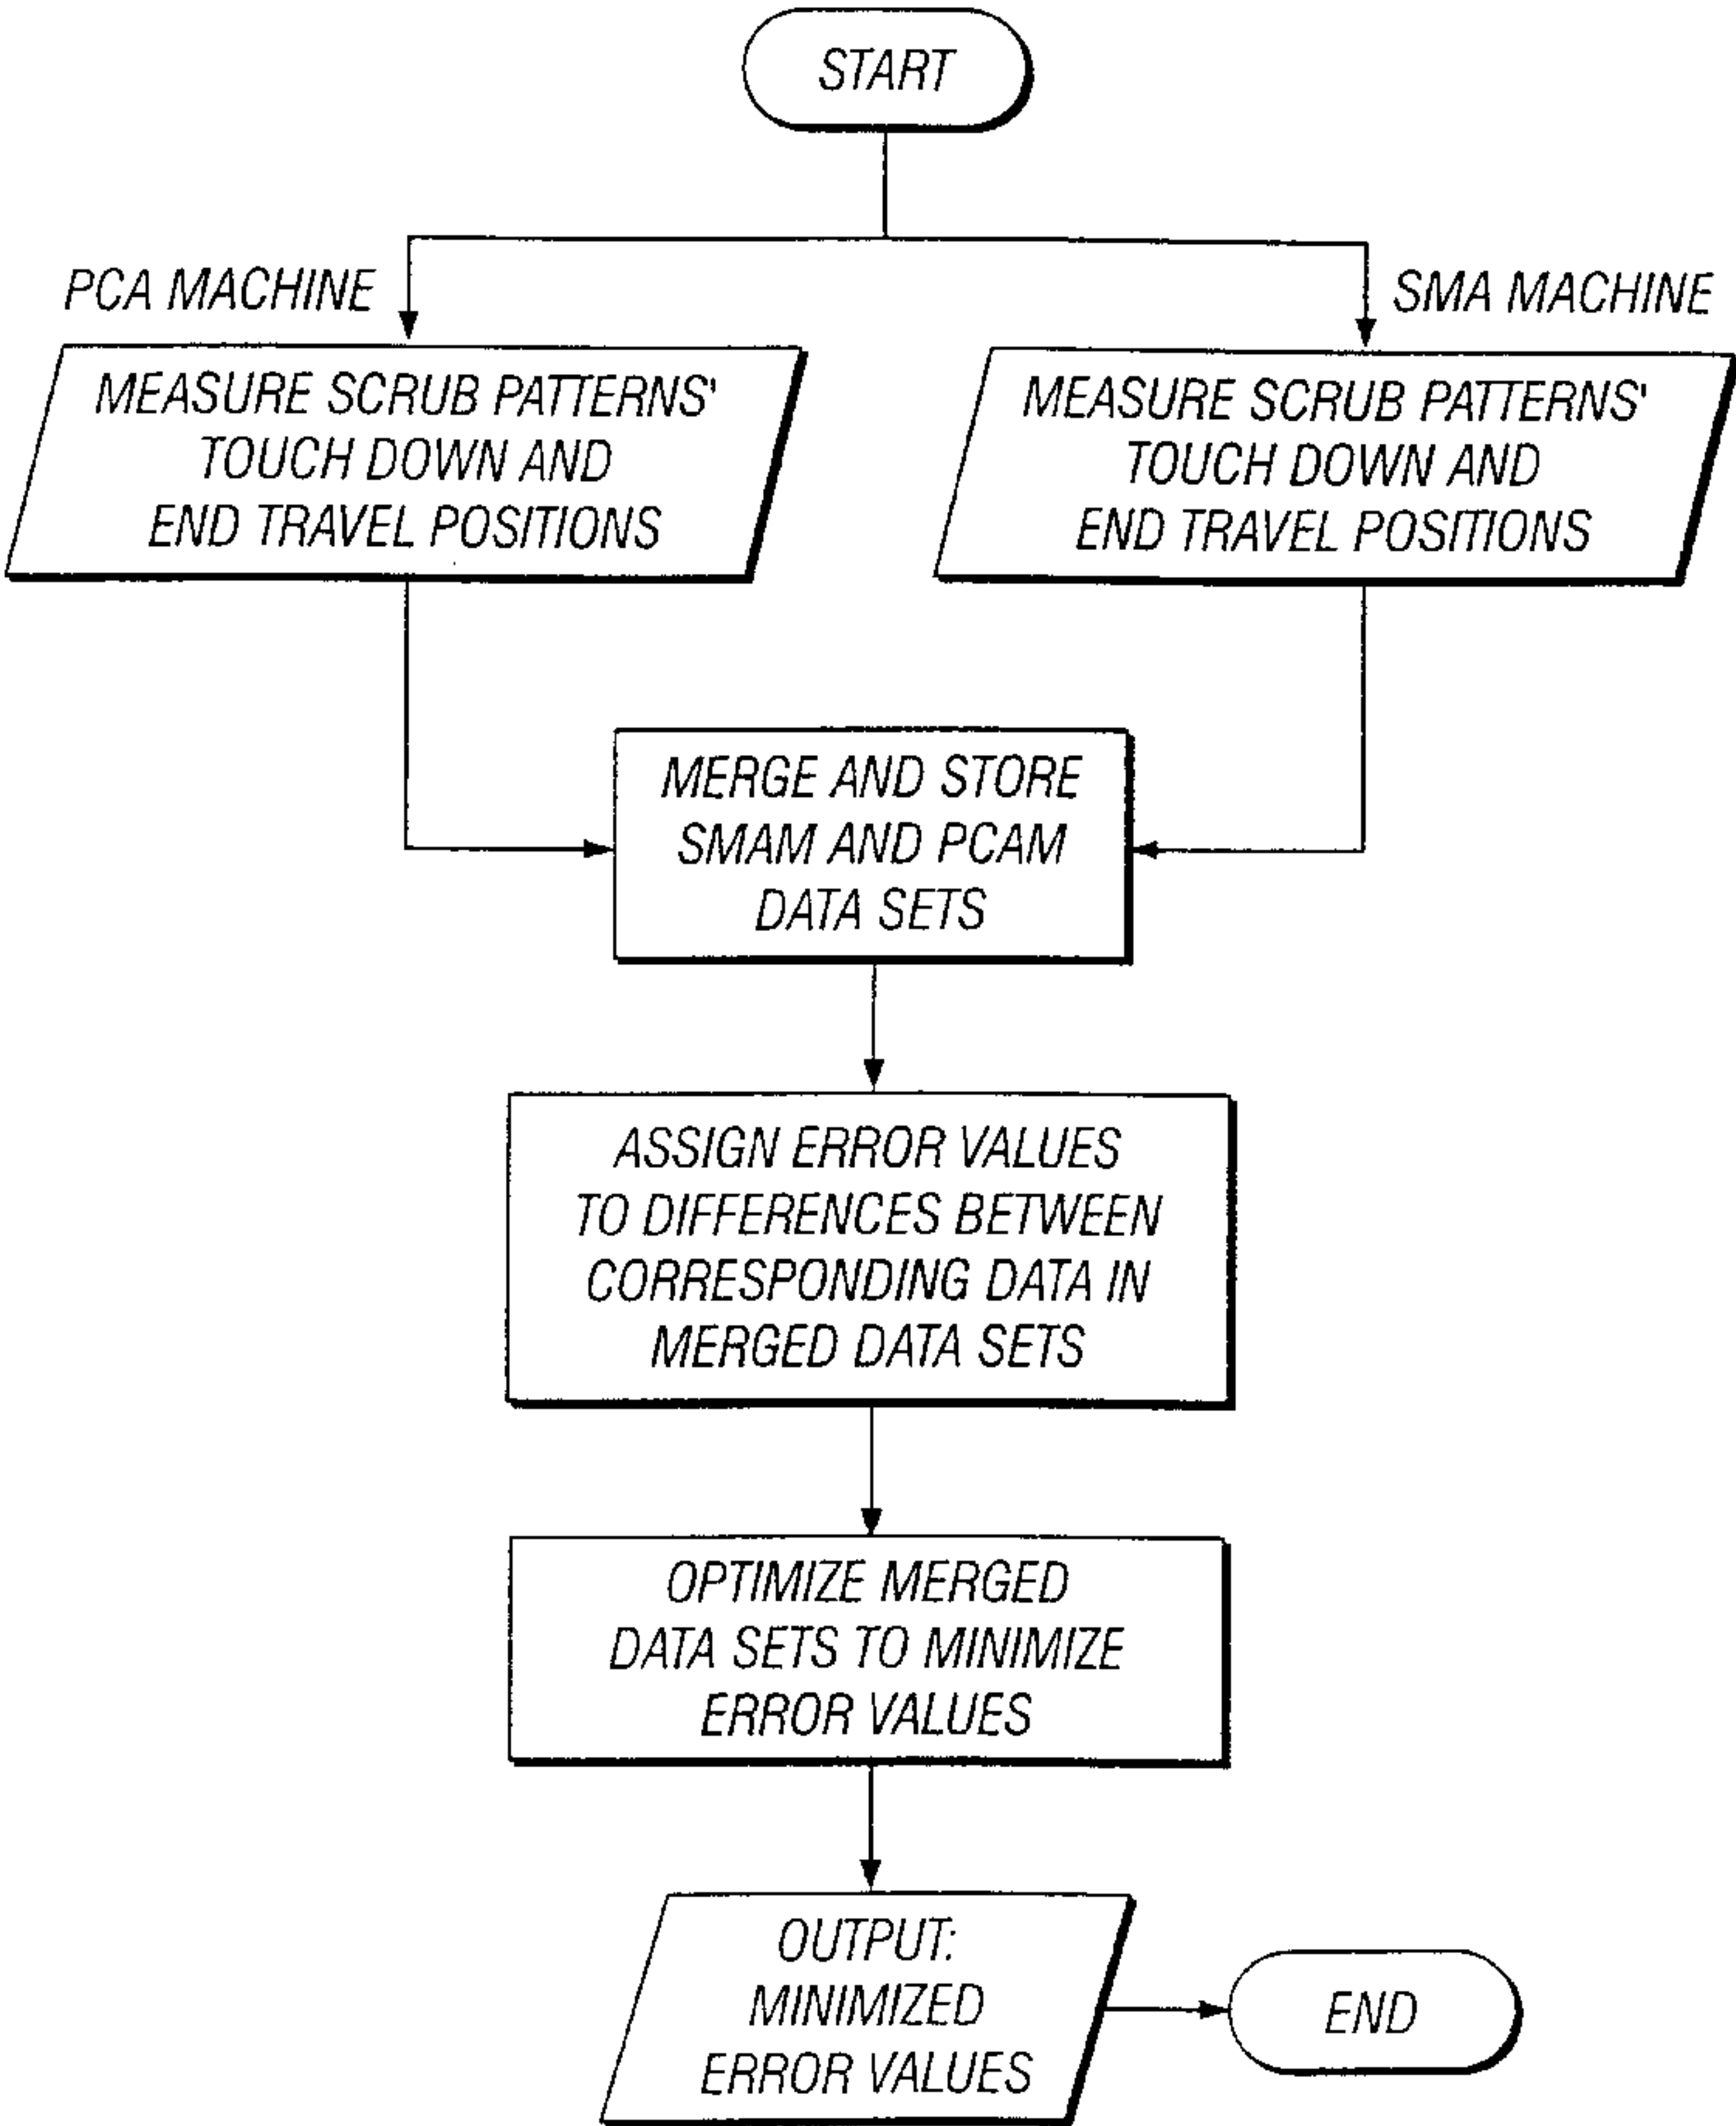 START
PCA MACHINE
SMA MACHINE
MEASURE SCRUB PATTERNS'
TOUCH DOWN AND
END TRAVEL POSITIONS
MEASURE SCRUB PATTERNS'
TOUCH DOWN AND
END TRAVEL POSITIONS
MERGE AND STORE
SMAM AND PCAM
DATA SETS
ASSIGN ERROR VALUES
TO DIFFERENCES BETWEEN
CORRESPONDING DATA IN
MERGED DATA SETS
OPTIMIZE MERGED
DATA SETS TO MINIMIZE
ERROR VALUES
OUTPUT:
MINIMIZED
ERROR VALUES
END